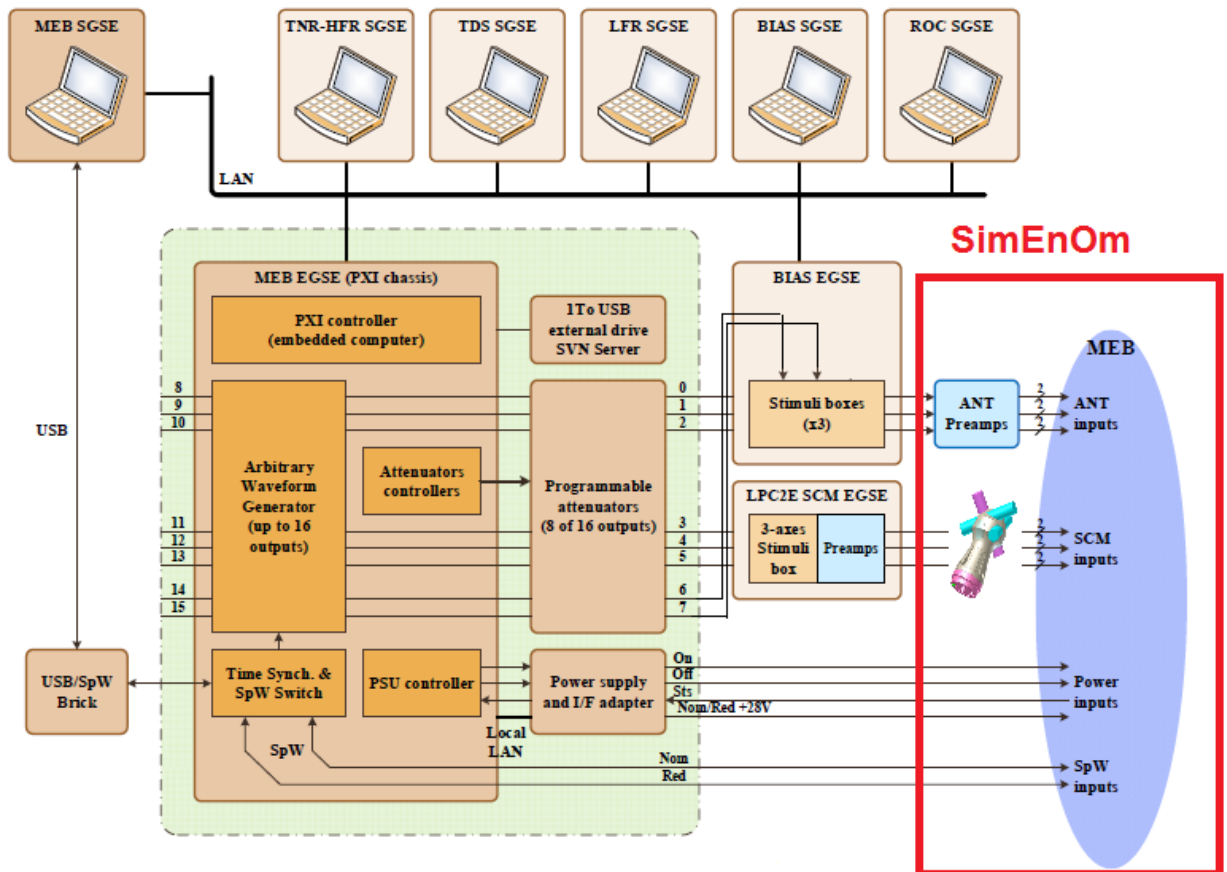 MEB SGSE
TNR-HFR SGSE
TDS SGSE
LFR SGSE
BIAS SGSE
ROC SGSE
LAN
USB
SimEnOm
MEB EGSE (PXI chassis)
PXI controller
(embedded computer)
1To USB
external drive
SVN Server
BIAS EGSE
MEB
8
9
10
Arbitrary
Waveform
Generator
(up to 16
outputs)
11
12
13
14
15
Attenuators
controllers
Programmable
attenuators
(8 of 16 outputs)
0
1
2
3
4
5
6
7
Stimuli boxes
(x3)
ANT
Preamps
2
2
2
ANT
inputs
LPC2E SCM EGSE
3-axes
Stimuli
box
Preamps
2
2
2
SCM
inputs
USB/SpW
Brick
Time Synch. &
SpW Switch
PSU controller
Power supply
and I/F adapter
On
Off
Sts
Nom/Red +28V
Power
inputs
Local
LAN
SpW
Nom
Red
SpW
inputs